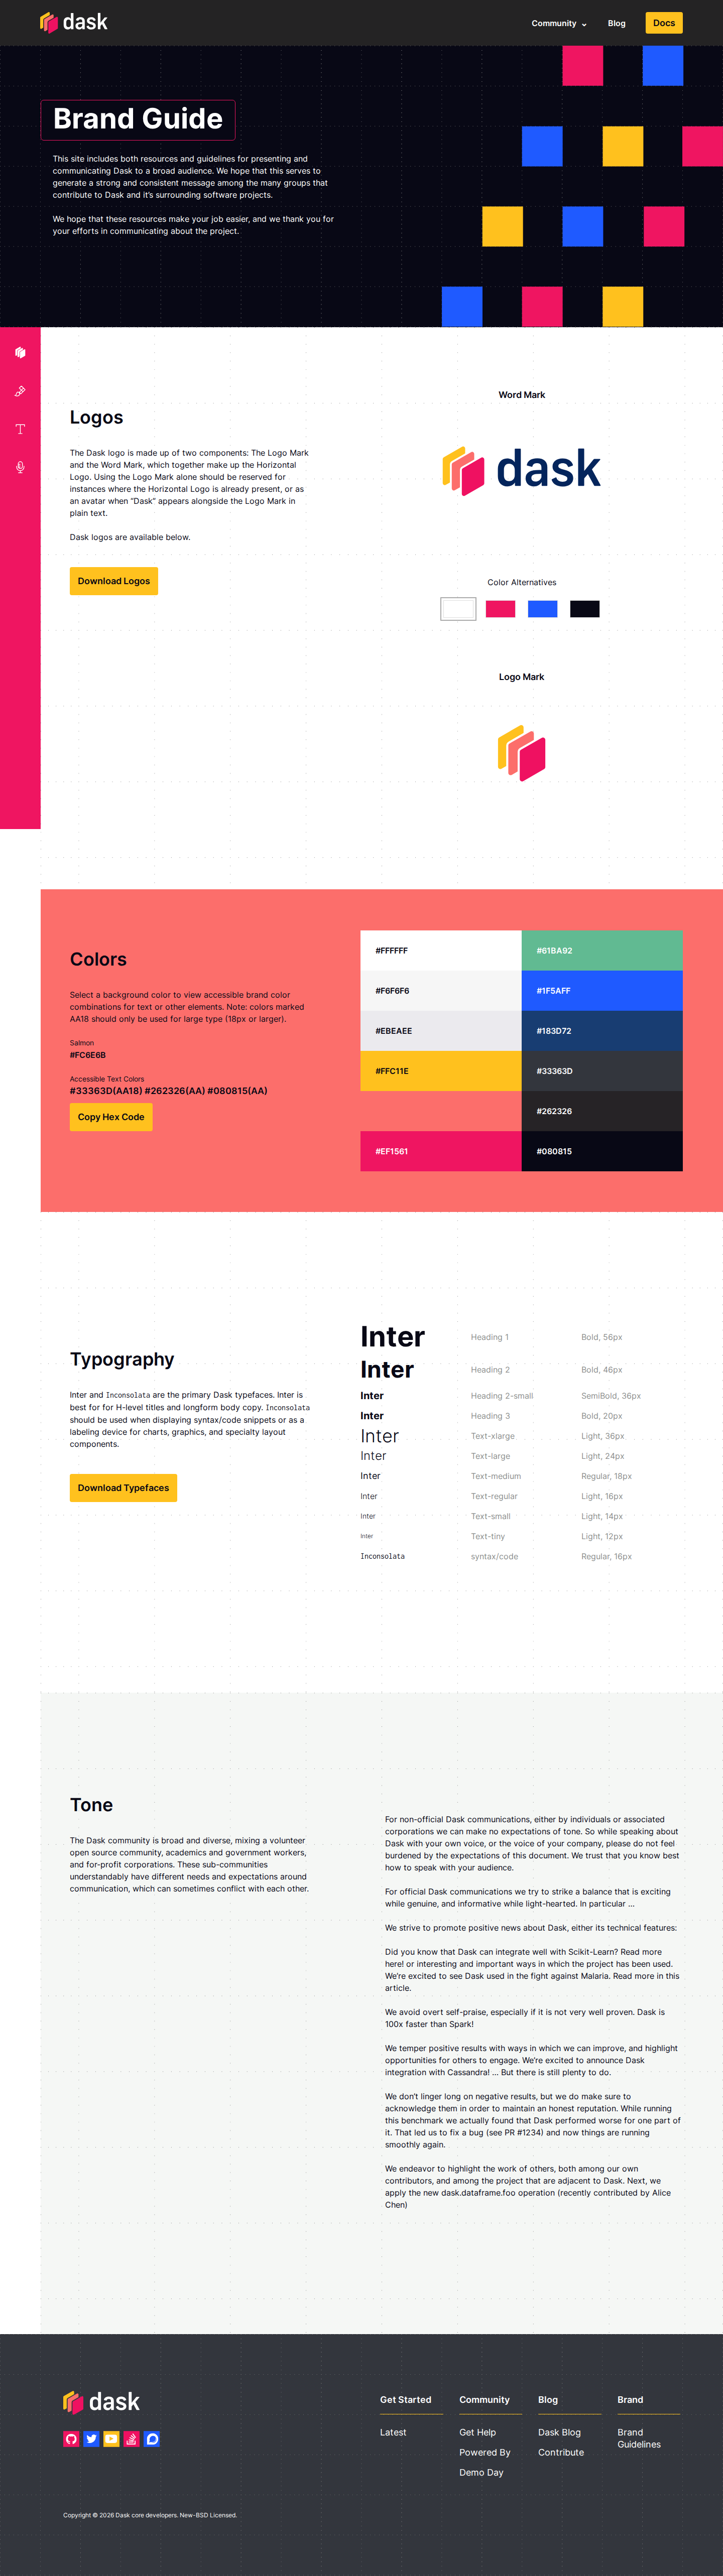 dask
Community
Blog
Docs
Brand Guide
This site includes both resources and guidelines for presenting and
communicating Dask to a broad audience. We hope that this serves to
generate a strong and consistent message among the many groups that
contribute to Dask and it's surrounding software projects.
We hope that these resources make your job easier, and we thank you for
your efforts in communicating about the project.
Logos
The Dask logo is made up of two components: The Logo Mark
and the Word Mark, which together make up the Horizontal
Logo. Using the Logo Mark alone should be reserved for
instances where the Horizontal Logo is already present, or as
an avatar when "Dask" appears alongside the Logo Mark in
plain text.
Dask logos are available below.
Download Logos
Word Mark
dask
Color Alternatives
Logo Mark
Colors
Select a background color to view accessible brand color
combinations for text or other elements. Note: colors marked
AA18 should only be used for large type (18px or larger).
Salmon
#FC6E6B
Accessible Text Colors
#33363D(AA18) #262326(AA) #080815(AA)
Copy Hex Code
#FFFFFF
#61BA92
#F6F6F6
#1F5AFF
#EBEAEE
#183D72
#FFC11E
#33363D
#262326
#EF1561
#080815
Typography
Inter and Inconsolata are the primary Dask typefaces. Inter is
best for for H-level titles and longform body copy. Inconsolata
should be used when displaying syntax/code snippets or as a
labeling device for charts, graphics, and specialty layout
components.
Download Typefaces
Inter Heading 1 Bold, 56px
Inter Heading 2 Bold, 46px
Inter Heading 2-small SemiBold, 36px
Inter Heading 3 Bold, 20px
Inter Text-xlarge Light, 36px
Inter Text-large Light, 24px
Inter Text-medium Regular, 18px
Inter Text-regular Light, 16px
Inter Text-small Light, 14px
Inter Text-tiny Light, 12px
Inconsolata syntax/code Regular, 16px
Tone
The Dask community is broad and diverse, mixing a volunteer
open source community, academics and government workers,
and for-profit corporations. These sub-communities
understandably have different needs and expectations around
communication, which can sometimes conflict with each other.
For non-official Dask communications, either by individuals or associated
corporations we can make no expectations of tone. So while speaking about
Dask with your own voice, or the voice of your company, please do not feel
burdened by the expectations of this document. We trust that you know best
how to speak with your audience.
For official Dask communications we try to strike a balance that is exciting
while genuine, and informative while light-hearted. In particular ...
We strive to promote positive news about Dask, either its technical features:
Did you know that Dask can integrate well with Scikit-Learn? Read more
here! or interesting and important ways in which the project has been used.
We're excited to see Dask used in the fight against Malaria. Read more in this
article.
We avoid overt self-praise, especially if it is not very well proven. Dask is
100x faster than Spark!
We temper positive results with ways in which we can improve, and highlight
opportunities for others to engage. We're excited to announce Dask
integration with Cassandra! ... But there is still plenty to do.
We don't linger long on negative results, but we do make sure to
acknowledge them in order to maintain an honest reputation. While running
this benchmark we actually found that Dask performed worse for one part of
it. That led us to fix a bug (see PR #1234) and now things are running
smoothly again.
We endeavor to highlight the work of others, both among our own
contributors, and among the project that are adjacent to Dask. Next, we
apply the new dask.dataframe.foo operation (recently contributed by Alice
Chen)
dask
Get Started
Latest
Community
Get Help
Powered By
Demo Day
Blog
Dask Blog
Contribute
Brand
Brand
Guidelines
Copyright © 2026 Dask core developers. New-BSD Licensed.